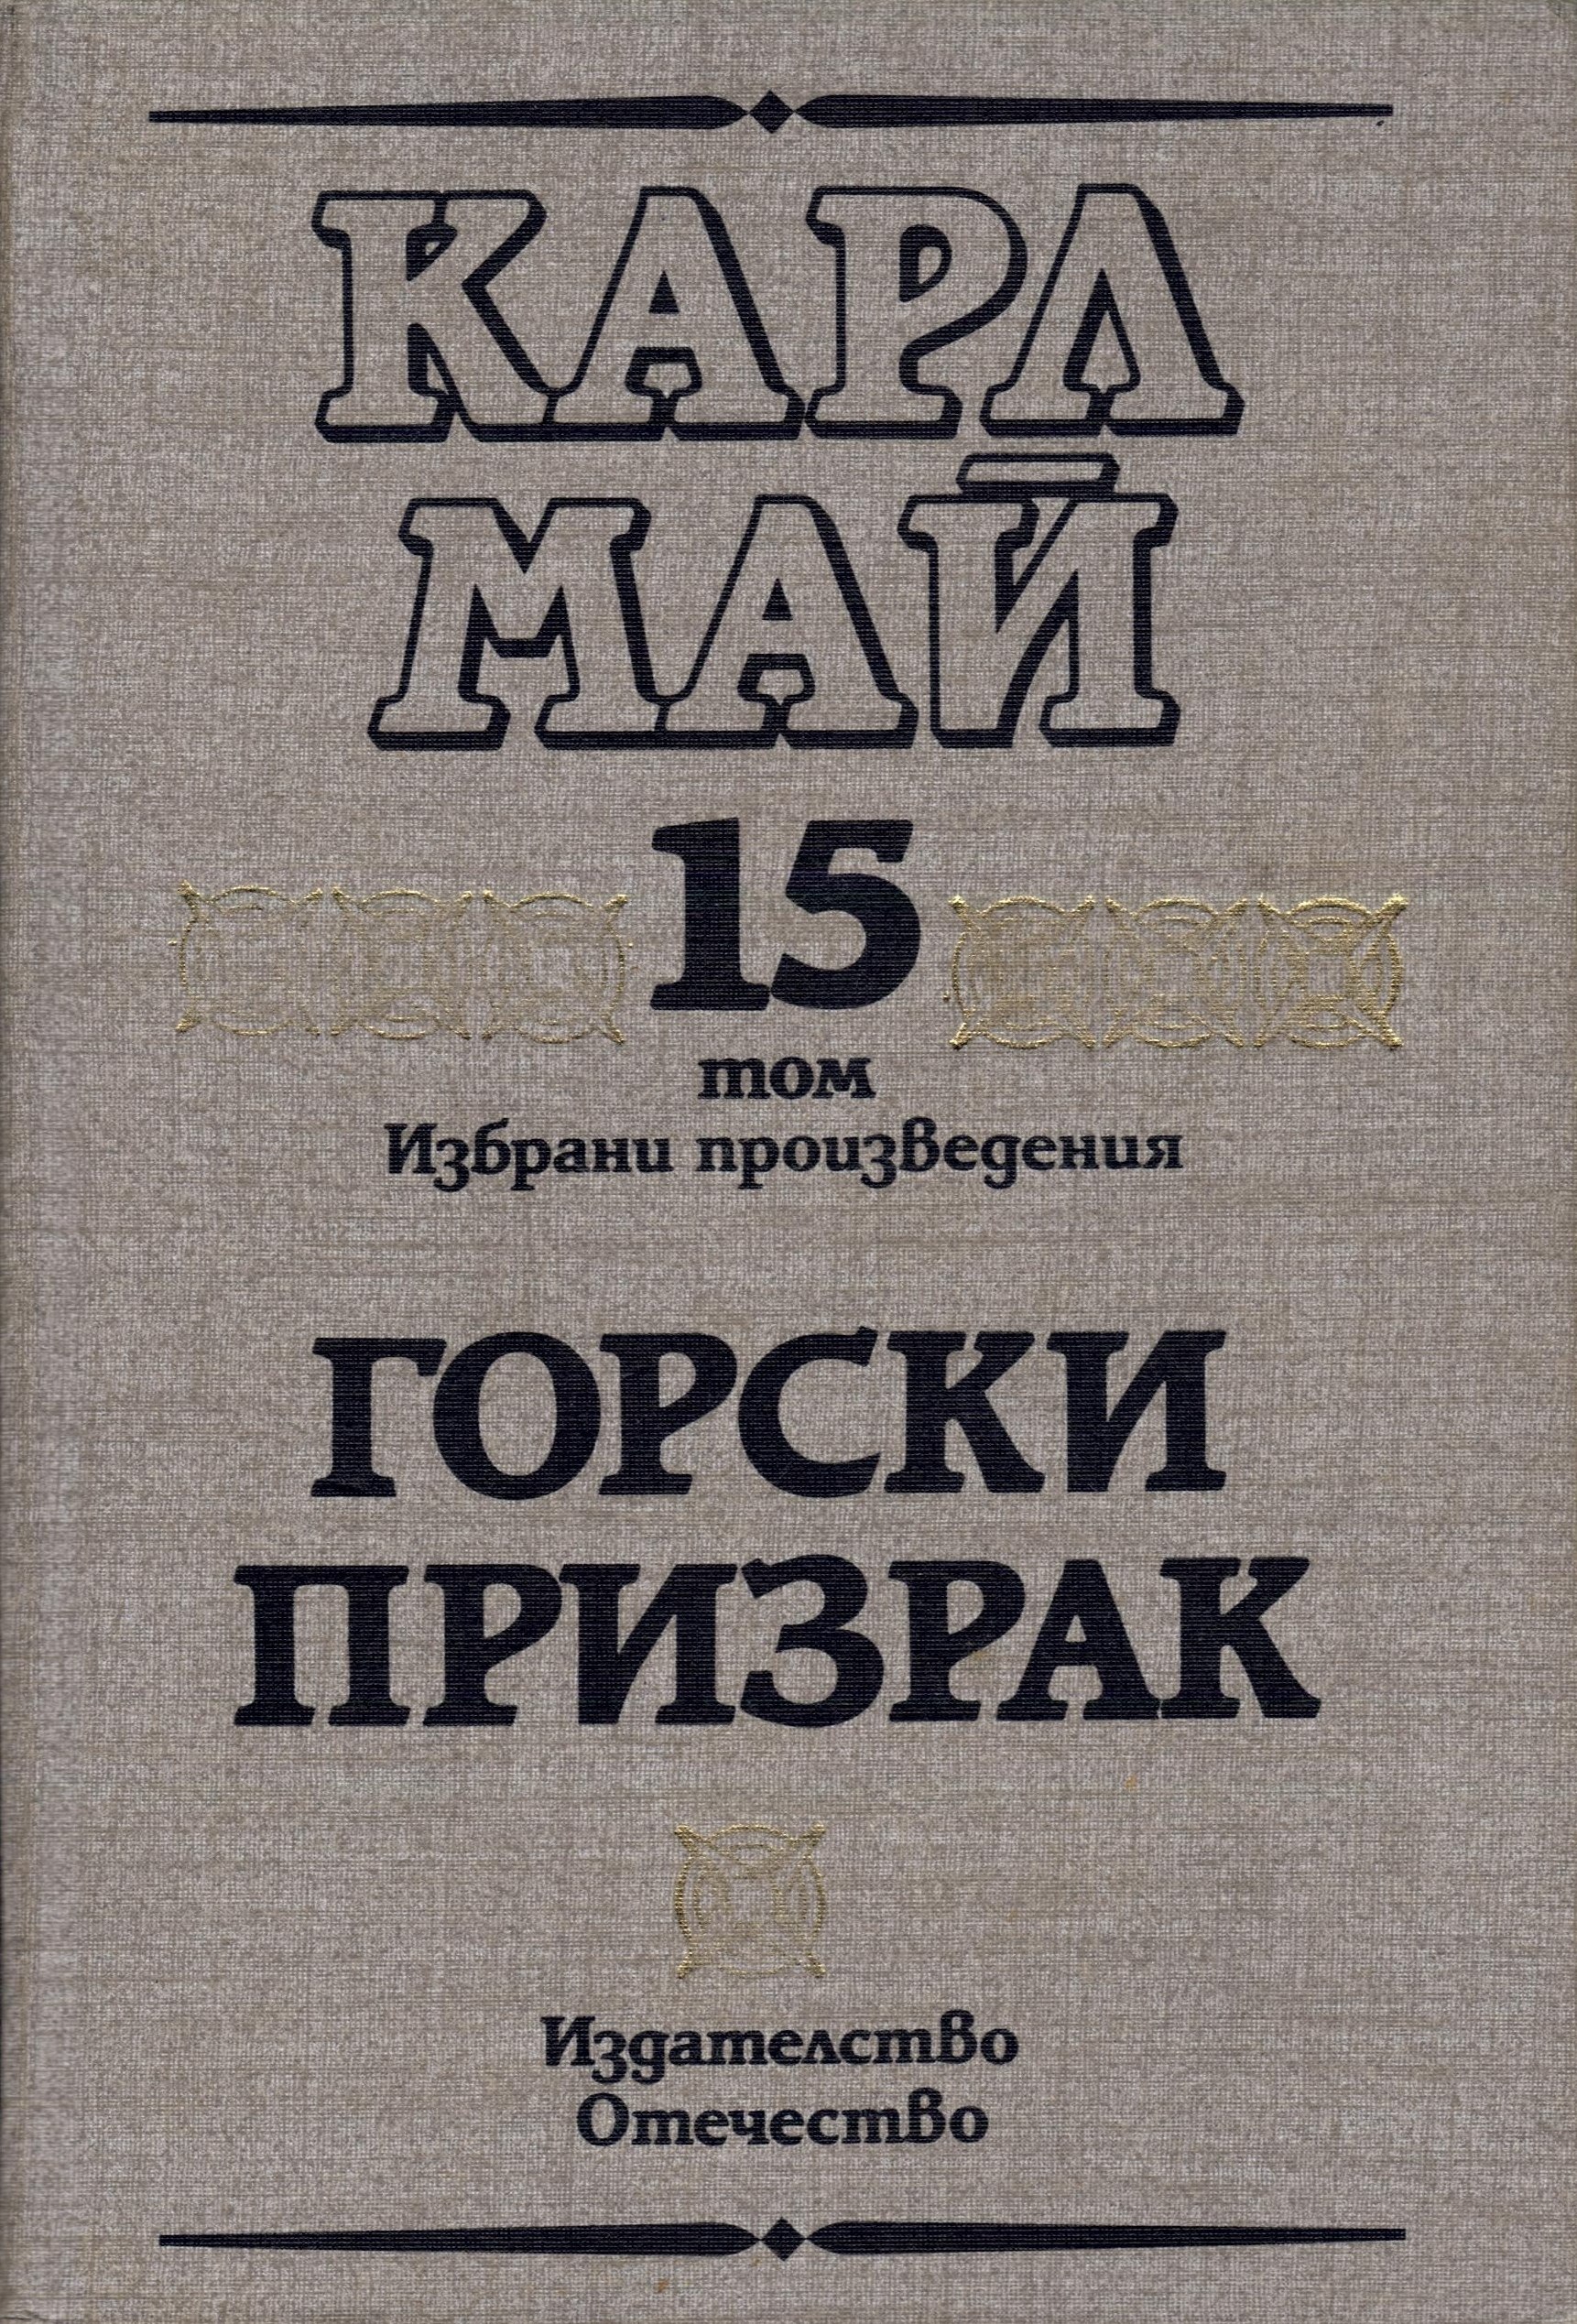 КАРЛ
МАЙ
15
том
Избрани произведения
ГОРСКИ
ПРИЗРАК
Издателство
Отечество